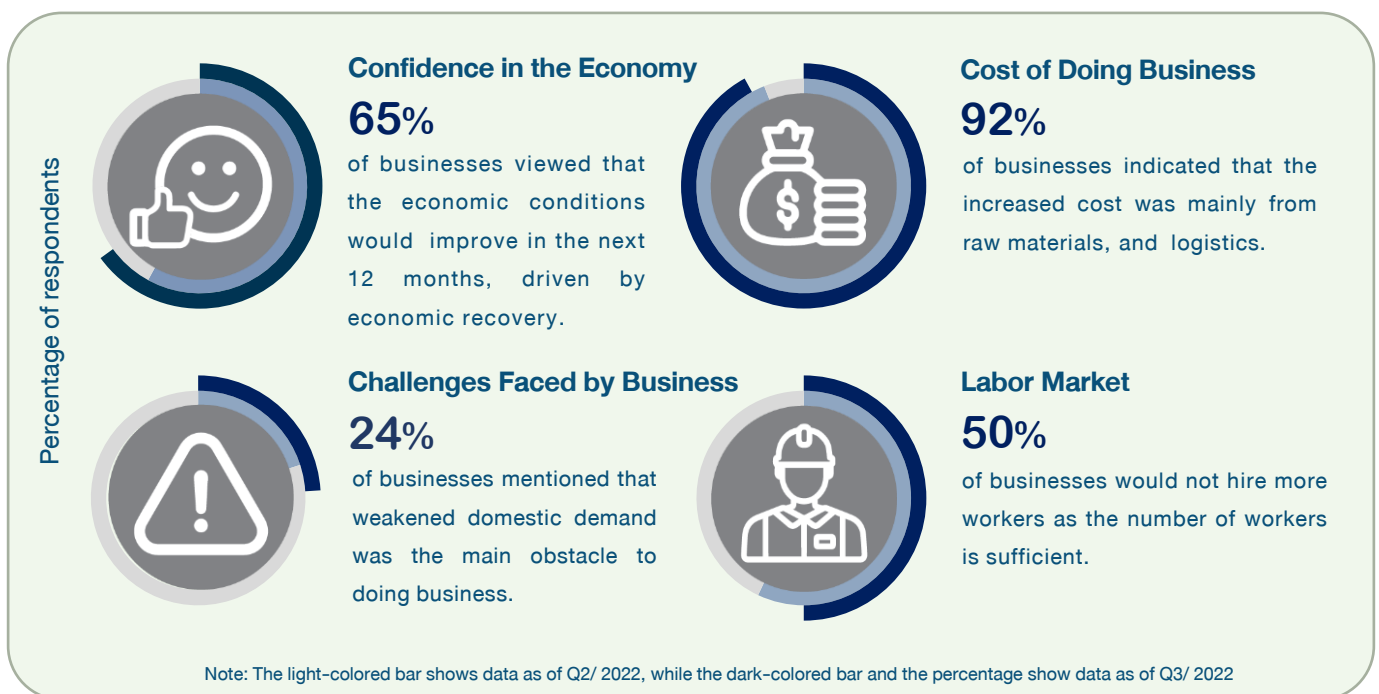 Percentage of respondents
Confidence in the Economy
65%
of businesses viewed that
the economic conditions
would improve in the next
12 months, driven by
economic recovery.
$
Cost of Doing Business
92%
of businesses indicated that the
increased cost was mainly from
raw materials, and logistics.
Challenges Faced by Business
24%
of businesses mentioned that
weakened domestic demand
was the main obstacle to
doing business.
Labor Market
50%
of businesses would not hire more
workers as the number of workers
is sufficient.
Note: The light-colored bar shows data as of Q2/ 2022, while the dark-colored bar and the percentage show data as of Q3/ 2022